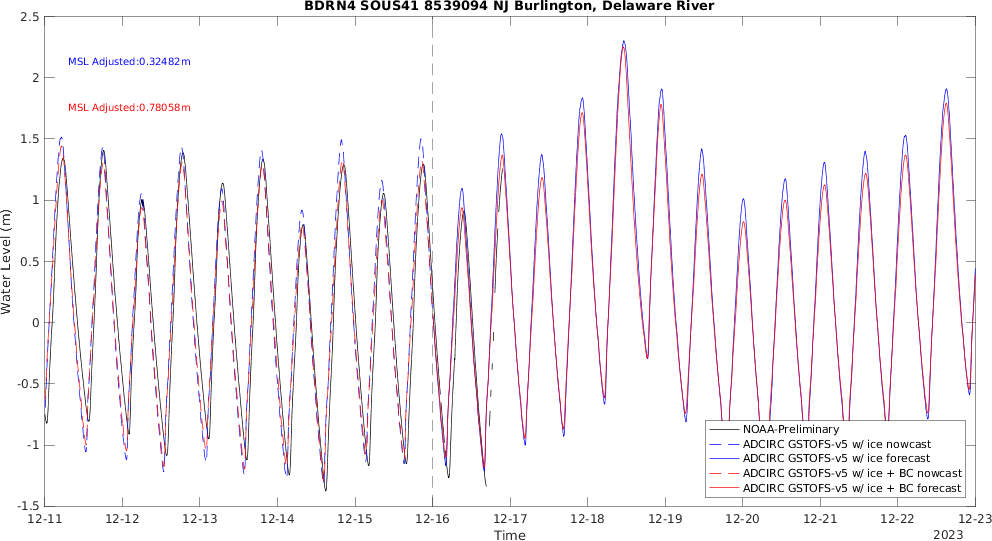 BDRN4 SOUS41 8539094 NJ Burlington, Delaware River
2.5
2
1.5
1
0.5
0
-0.5
-1
-1.5
Water Level (m)
MSL Adjusted:0.32482m
MSL Adjusted:0.78058m
NOAA-Preliminary
ADCIRC GSTOFS-v5 w/ ice nowcast
ADCIRC GSTOFS-v5 w/ ice forecast
ADCIRC GSTOFS-v5 w/ ice + BC nowcast
ADCIRC GSTOFS-v5 w/ ice + BC forecast
12-11 12-12 12-13 12-14 12-15 12-16 12-17 12-18 12-19 12-20 12-21 12-22 12-23
Time
2023